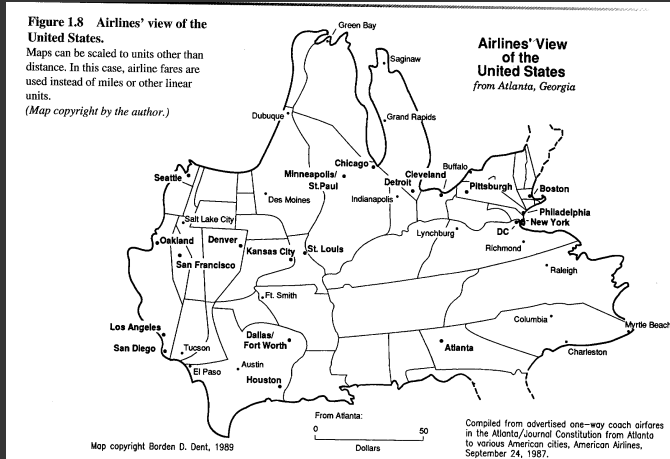 Figure 1.8 Airlines' view of the
United States.
Maps can be scaled to units other than
distance. In this case, airline fares are
used instead of miles or other linear
units.
(Map copyright by the author.)
Airlines' View
of the
United States
from Atlanta, Georgia
Green Bay
Saginaw
Dubuque
Grand Rapids
Chicago
Buffalo
Seattle
Minneapolis/
St.Paul
Detroit
Cleveland
Pittsburgh
Boston
Des Moines
Indianapolis
Philadelphia
New York
Salt Lake City
DC
Lynchburg
Richmond
Oakland
Denver
Kansas City
St. Louis
San Francisco
Raleigh
Ft. Smith
Columbia
Myrtle Beach
Los Angeles
San Diego
Tucson
Dallas/
Fort Worth
Atlanta
Charleston
El Paso
Austin
Houston
From Atlanta:
0 50
Dollars
Map copyright Borden D. Dent, 1989
Compiled from advertised one-way coach airfares
in the Atlanta/Journal Constitution from Atlanta
to various American cities, American Airlines,
September 24, 1987.